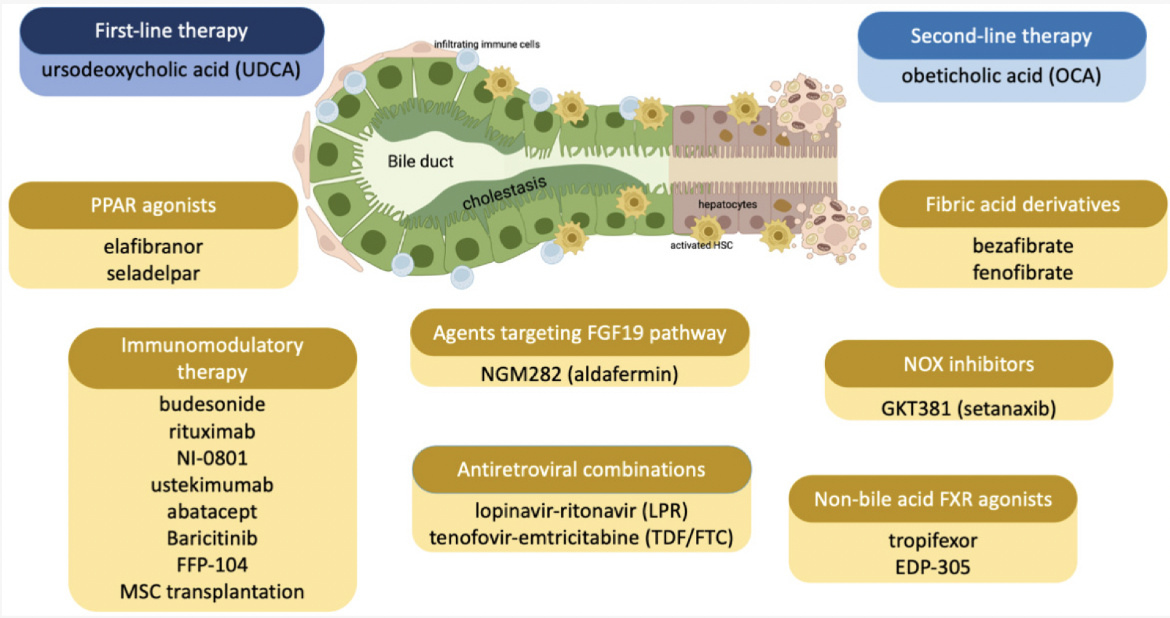 First-line therapy
ursodeoxycholic acid (UDCA)
Second-line therapy
obeticholic acid (OCA)
infiltrating immune cells
Bile duct
cholestasis
hepatocytes
activated HSC
PPAR agonists
elafibranor
seladelpar
Fibric acid derivatives
bezafibrate
fenofibrate
Immunomodulatory
therapy
budesonide
rituximab
NI-0801
ustekimumab
abatacept
Baricitinib
FFP-104
MSC transplantation
Agents targeting FGF19 pathway
NGM282 (aldafermin)
NOX inhibitors
GKT381 (setanaxib)
Antiretroviral combinations
lopinavir-ritonavir (LPR)
tenofovir-emtricitabine (TDF/FTC)
Non-bile acid FXR agonists
tropifexor
EDP-305